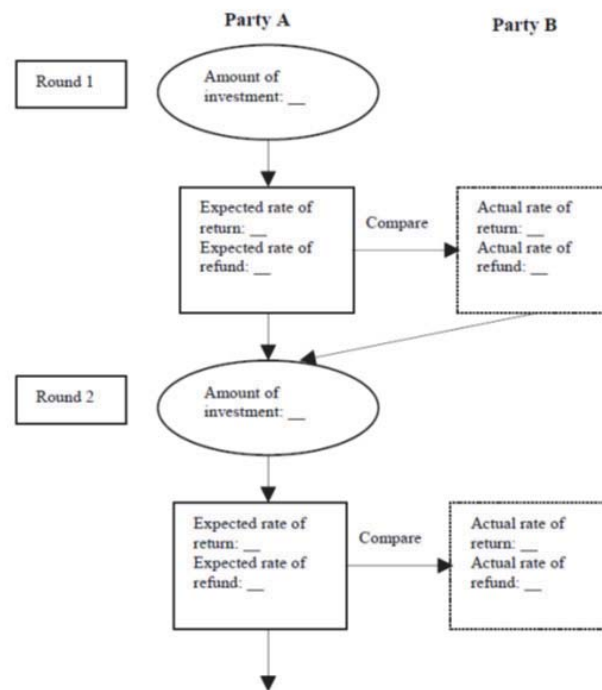 Party A
Party B
Round 1
Amount of
investment: __
Expected rate of
return: __
Expected rate of
refund: __
Compare
Actual rate of
return: __
Actual rate of
refund: __
Round 2
Amount of
investment: __
Expected rate of
return: __
Expected rate of
refund: __
Compare
Actual rate of
return: __
Actual rate of
refund: __